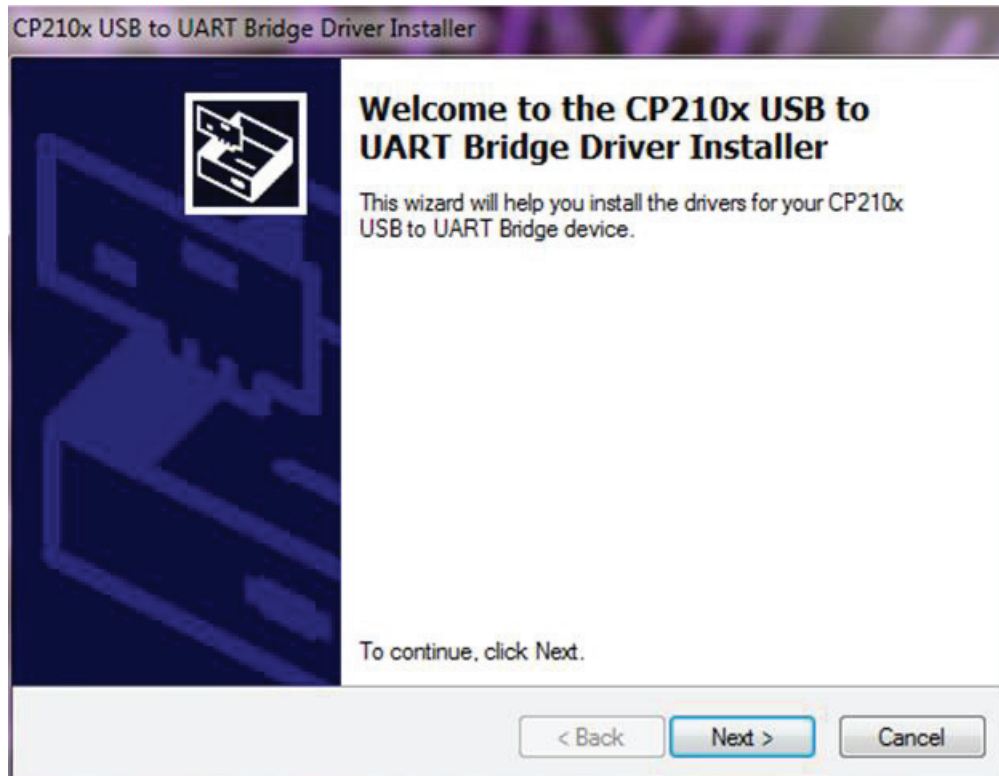 CP210x USB to UART Bridge Driver Installer
Welcome to the CP210x USB to
UART Bridge Driver Installer
This wizard will help you install the drivers for your CP210x
USB to UART Bridge device.
To continue, click Next.
< Back
Next >
Cancel